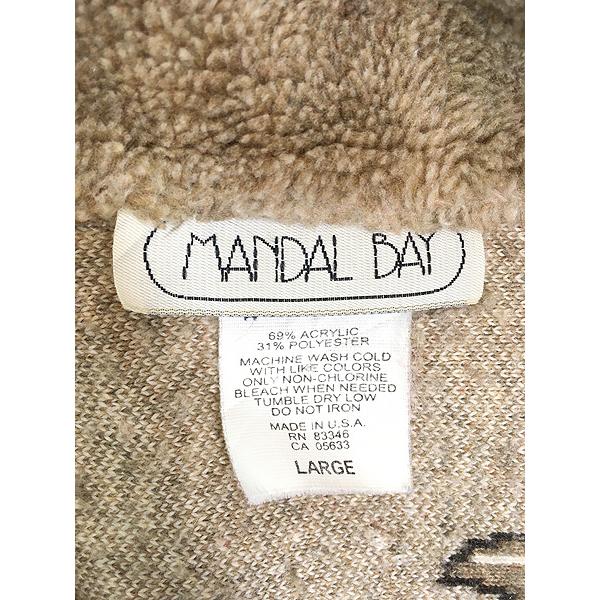 MANDAL BAY
69% ACRYLIC
31% POLYESTER
MACHINE WASH COLD
WITH LIKE COLORS
ONLY NON-CHLORINE
BLEACH WHEN NEEDED
TUMBLE DRY LOW
DO NOT IRON
MADE IN U.S.A.
RN 83346
CA 05633
LARGE